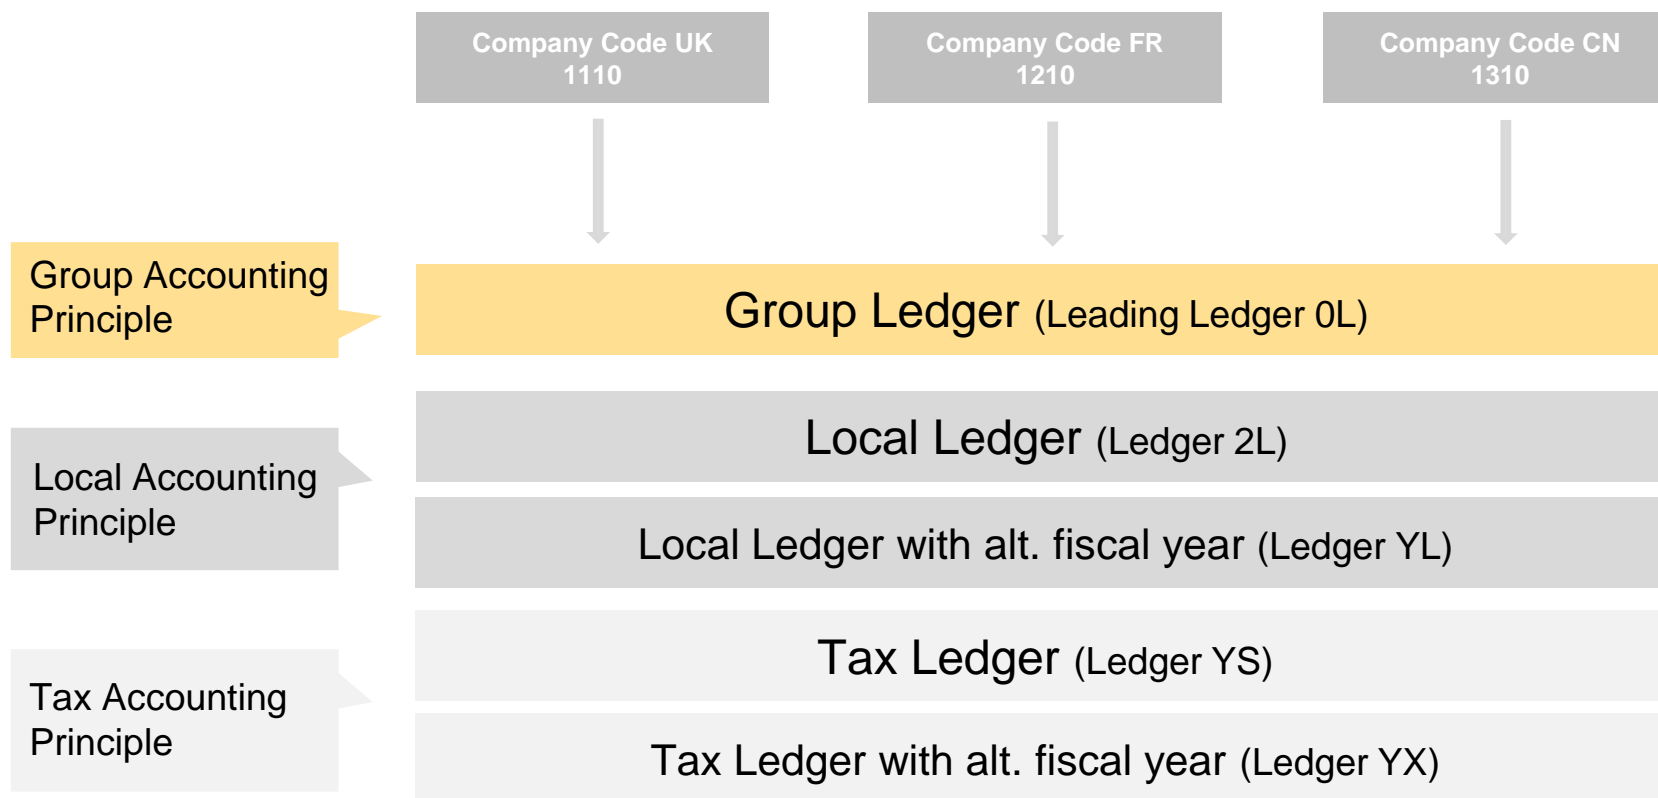 Company Code UK
1110
Company Code FR
1210
Company Code CN
1310
Group Accounting
Principle
Group Ledger (Leading Ledger 0L)
Local Accounting
Principle
Local Ledger (Ledger 2L)
Local Ledger with alt. fiscal year (Ledger YL)
Tax Accounting
Principle
Tax Ledger (Ledger YS)
Tax Ledger with alt. fiscal year (Ledger YX)